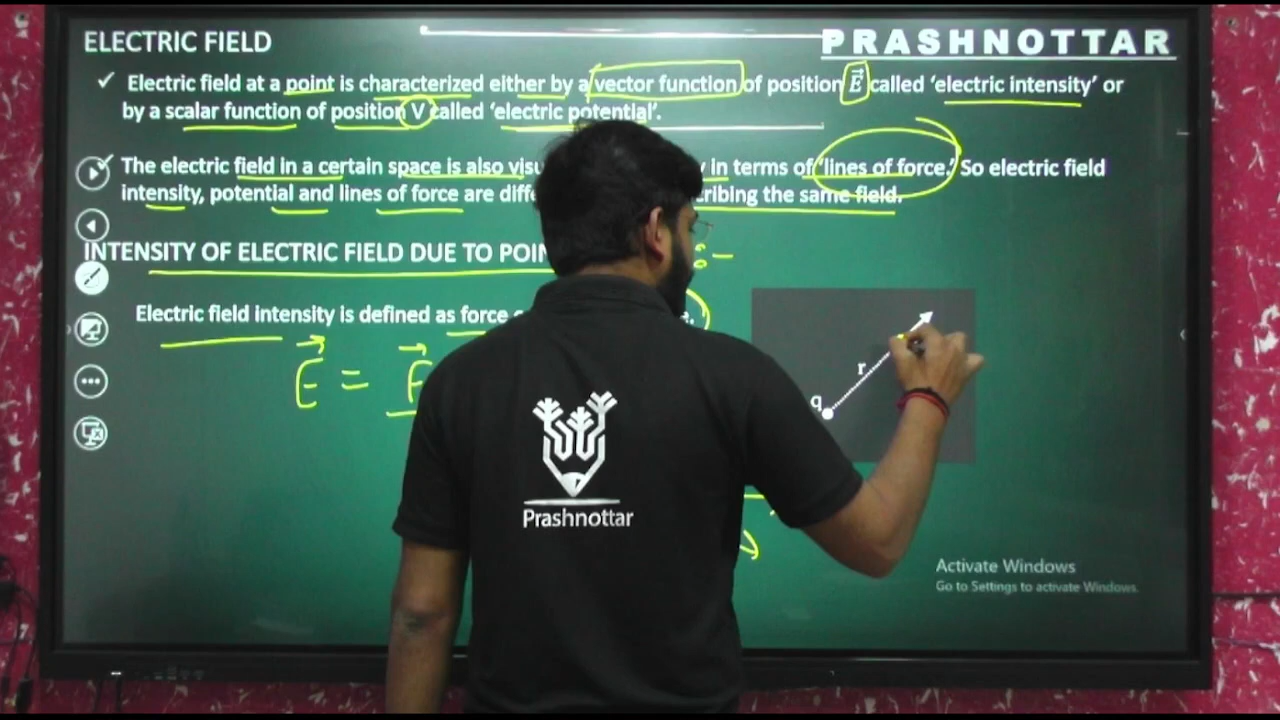 ELECTRIC FIELD
PRASHNOTTAR
✓ Electric field at a point is characterized either by a vector function of position E⃗ called ‘electric intensity’ or
by a scalar function of position V called ‘electric potential’.
✓ The electric field in a certain space is also in terms of ‘lines of force.’ So electric field
intensity, potential and lines of force are the same field.
INTENSITY OF ELECTRIC FIELD DUE TO
Electric field intensity is defined as force
E⃗ =
r
q
Prashnottar
Activate Windows
Go to Settings to activate Windows.